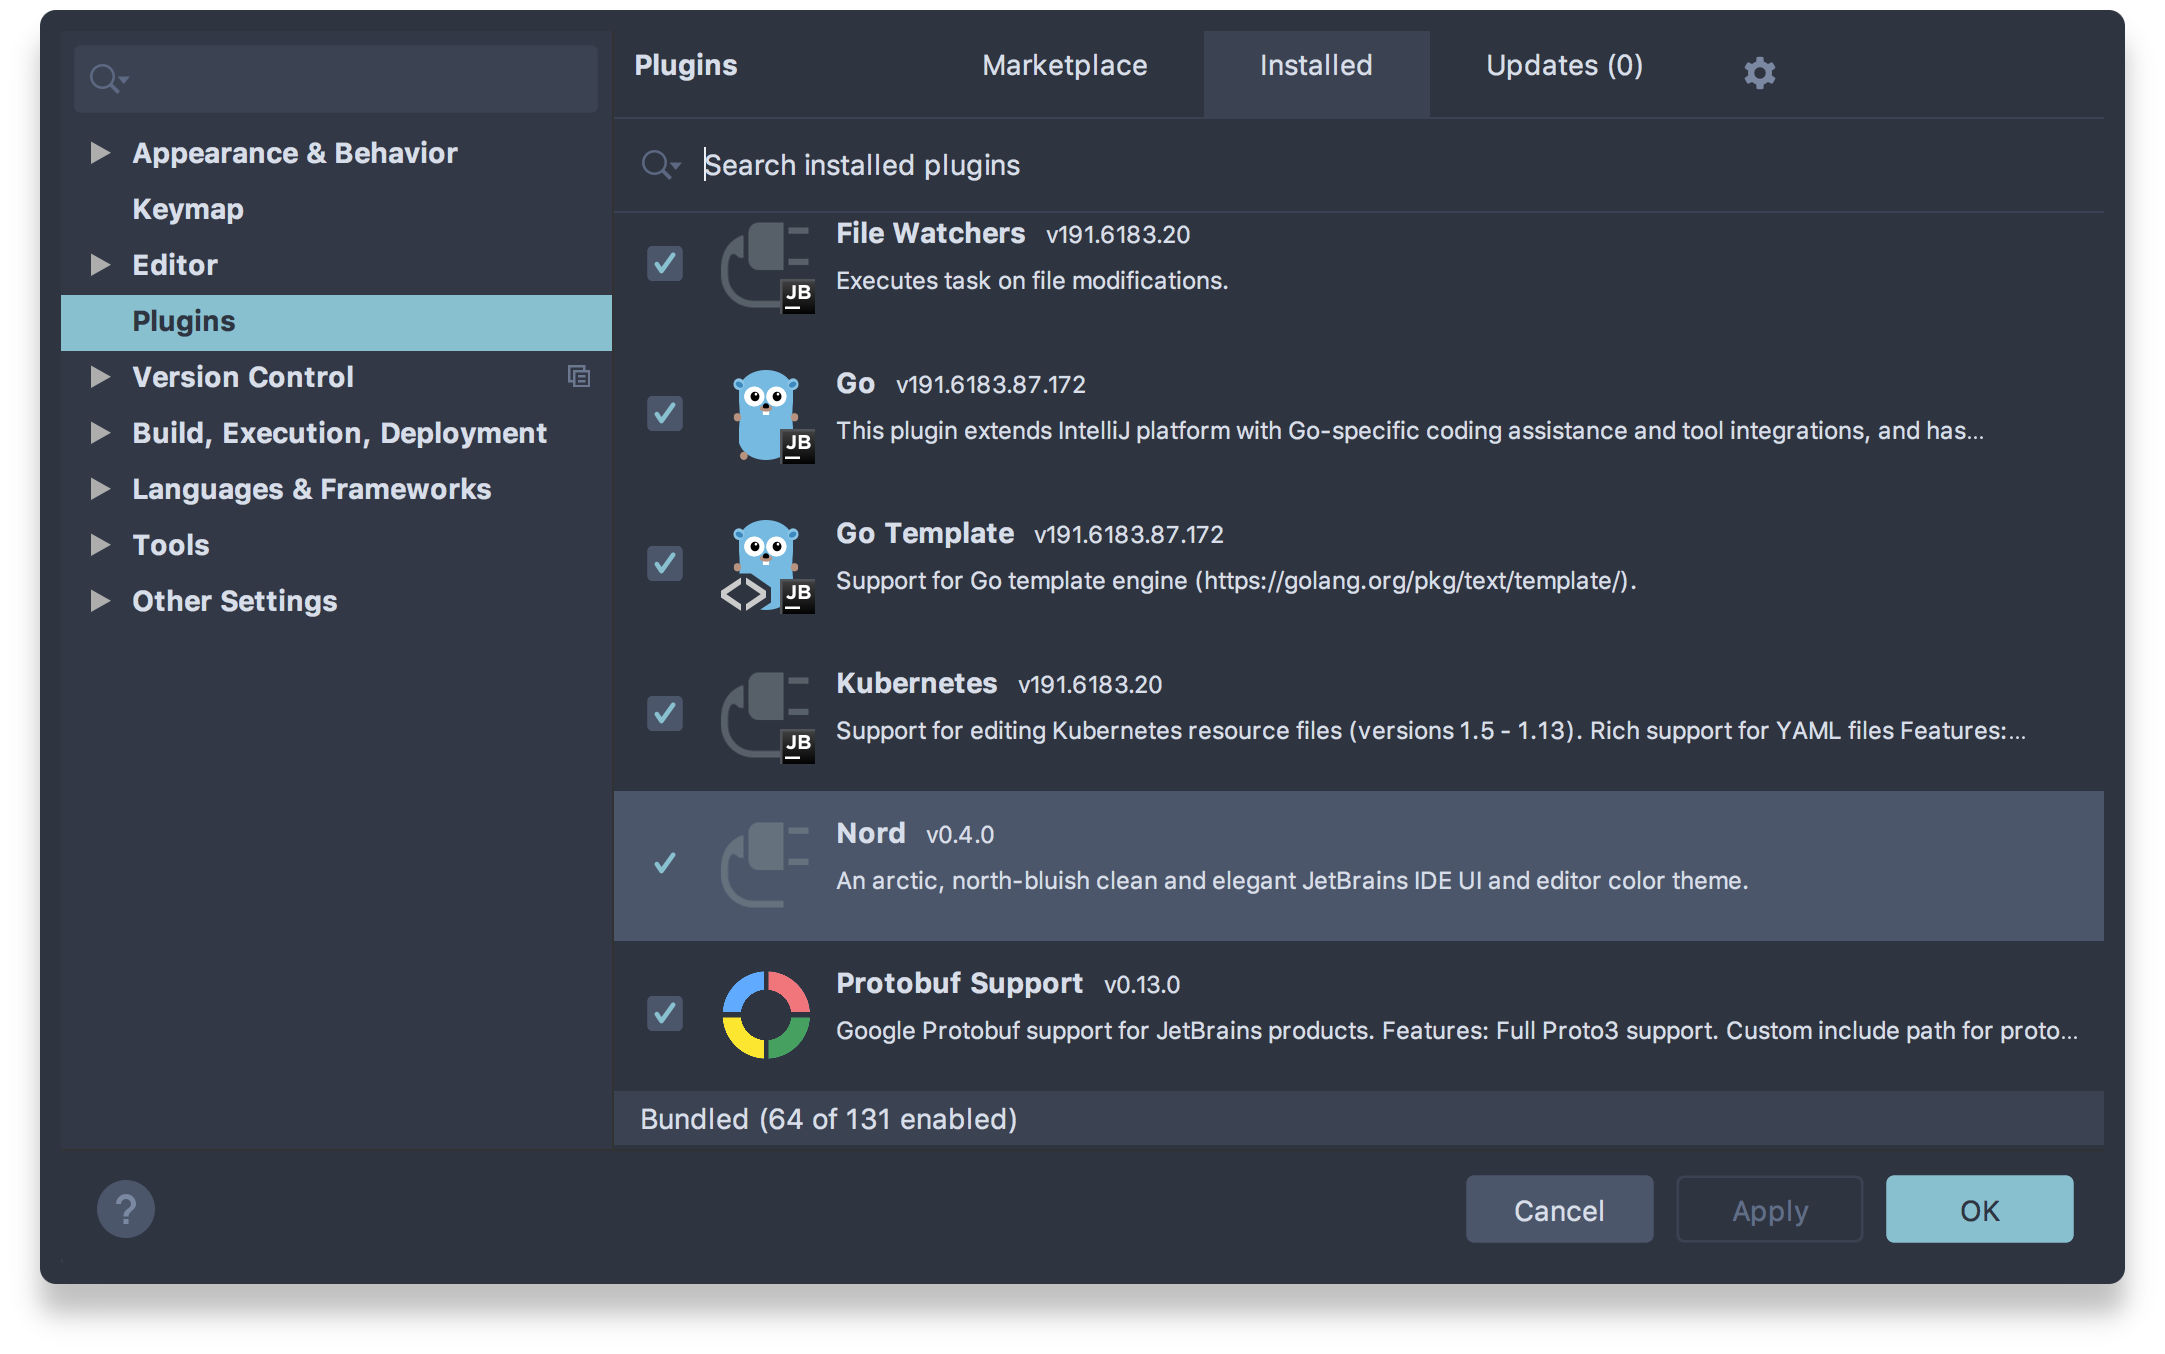 Appearance & Behavior
Keymap
Editor
Plugins
Version Control
Build, Execution, Deployment
Languages & Frameworks
Tools
Other Settings
Plugins
Marketplace
Installed
Updates (0)
Search installed plugins
File Watchers v191.6183.20
Executes task on file modifications.
JB
Go v191.6183.87.172
This plugin extends IntelliJ platform with Go-specific coding assistance and tool integrations, and has...
JB
Go Template v191.6183.87.172
Support for Go template engine (https://golang.org/pkg/text/template/).
JB
Kubernetes v191.6183.20
Support for editing Kubernetes resource files (versions 1.5 - 1.13). Rich support for YAML files Features:...
JB
Nord v0.4.0
An arctic, north-bluish clean and elegant JetBrains IDE UI and editor color theme.
Protobuf Support v0.13.0
Google Protobuf support for JetBrains products. Features: Full Proto3 support. Custom include path for proto...
Bundled (64 of 131 enabled)
?
Cancel
Apply
OK